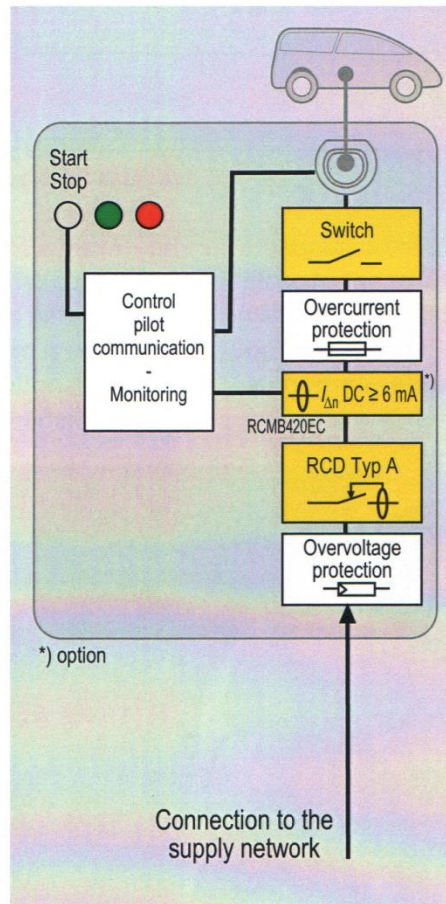 Start
Stop
Switch
Control
pilot
communication
-
Monitoring
Overcurrent
protection
I∆n DC ≥ 6 mA *)
RCMB420EC
RCD Typ A
Overvoltage
protection
*) option
Connection to the
supply network